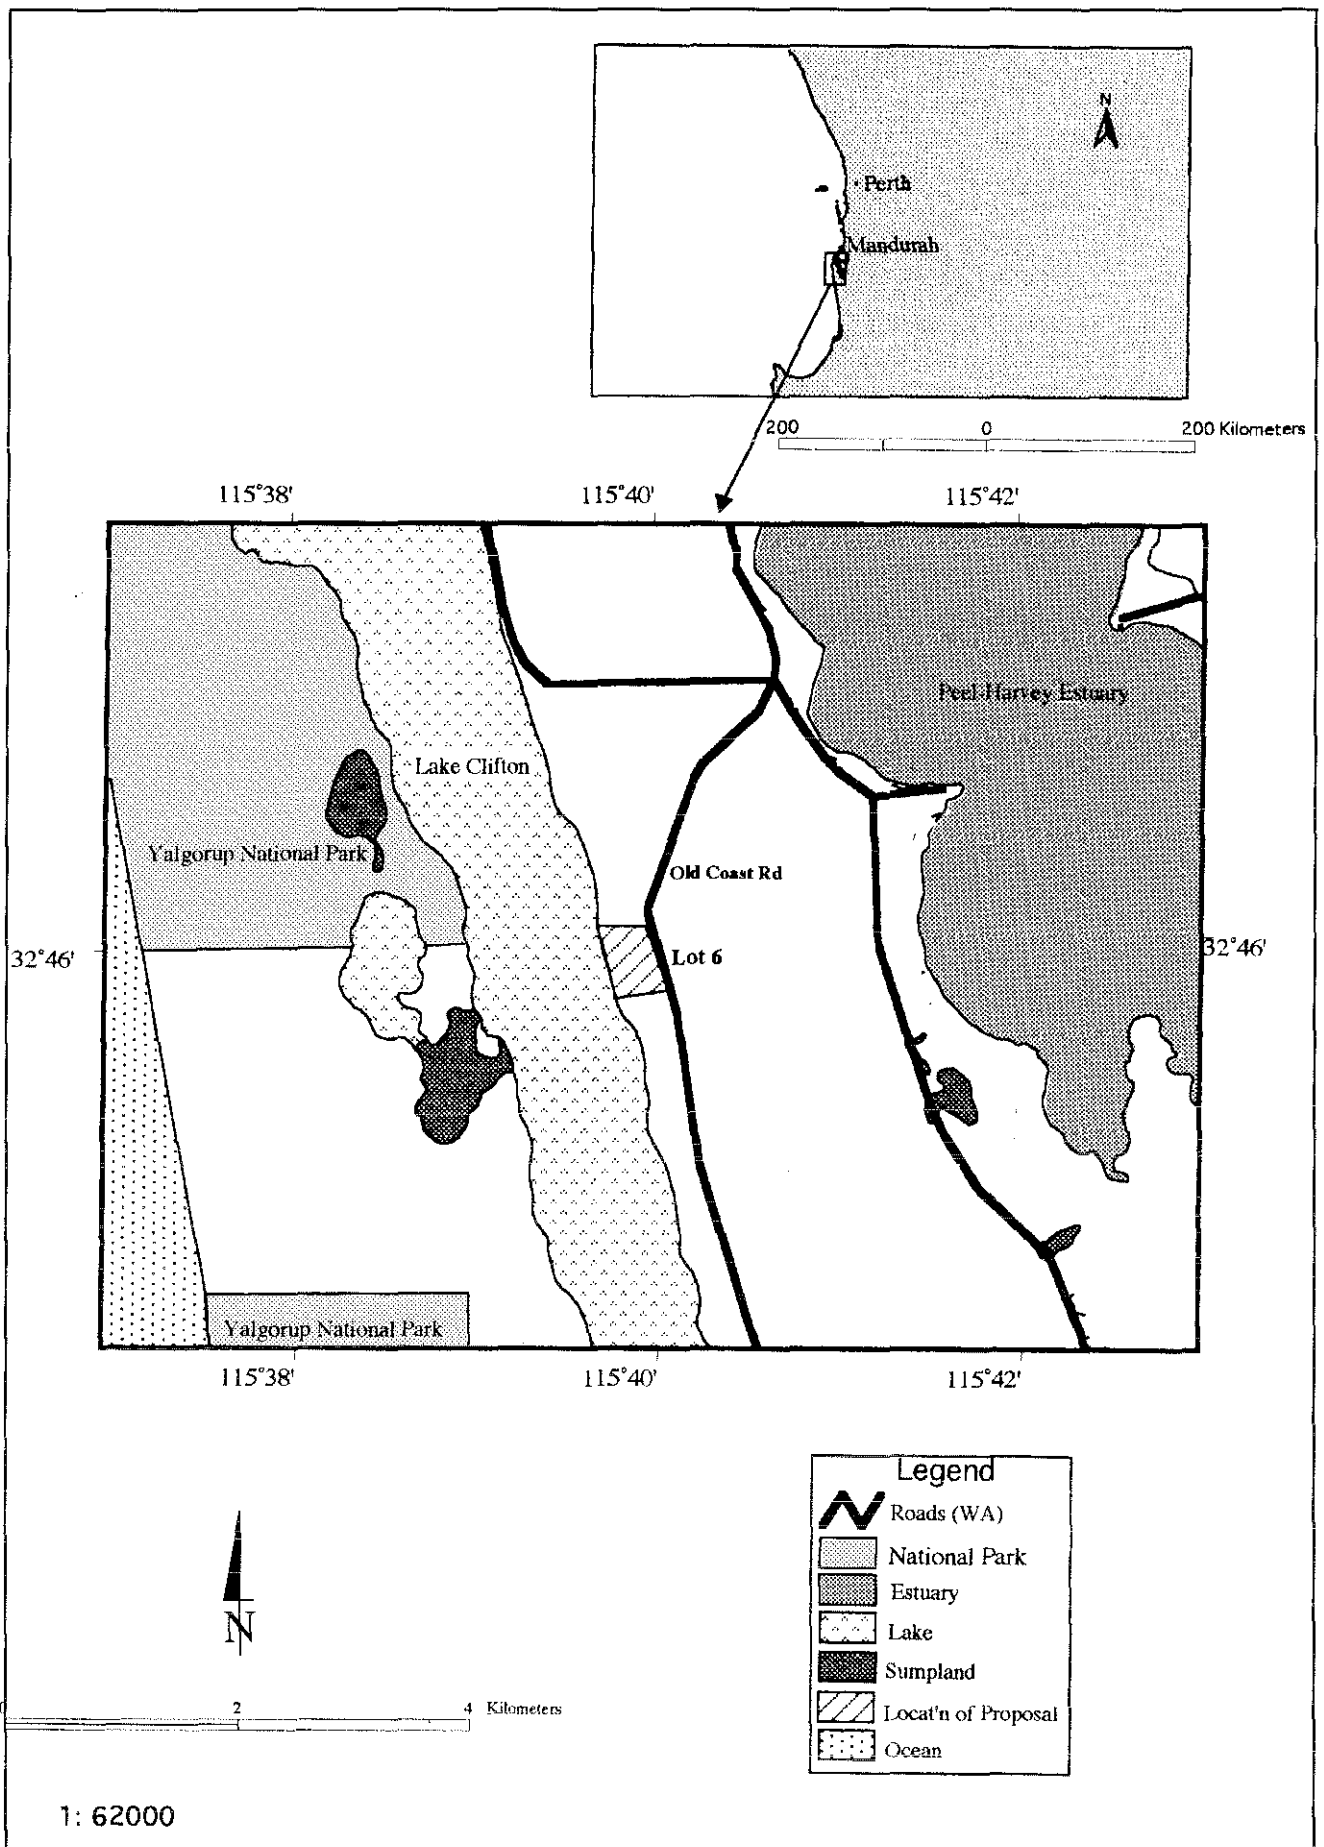 N
Perth
Mandurah
200 0 200 Kilometers
115°38' 115°40' 115°42'
Peel-Harvey Estuary
Lake Clifton
Yalgorup National Park
Old Coast Rd
32°46' Lot 6 32°46'
Yalgorup National Park
115°38' 115°40' 115°42'
Legend
Roads (WA)
National Park
Estuary
Lake
Sumpland
Locat'n of Proposal
Ocean
N
0 2 4 Kilometers
1: 62000